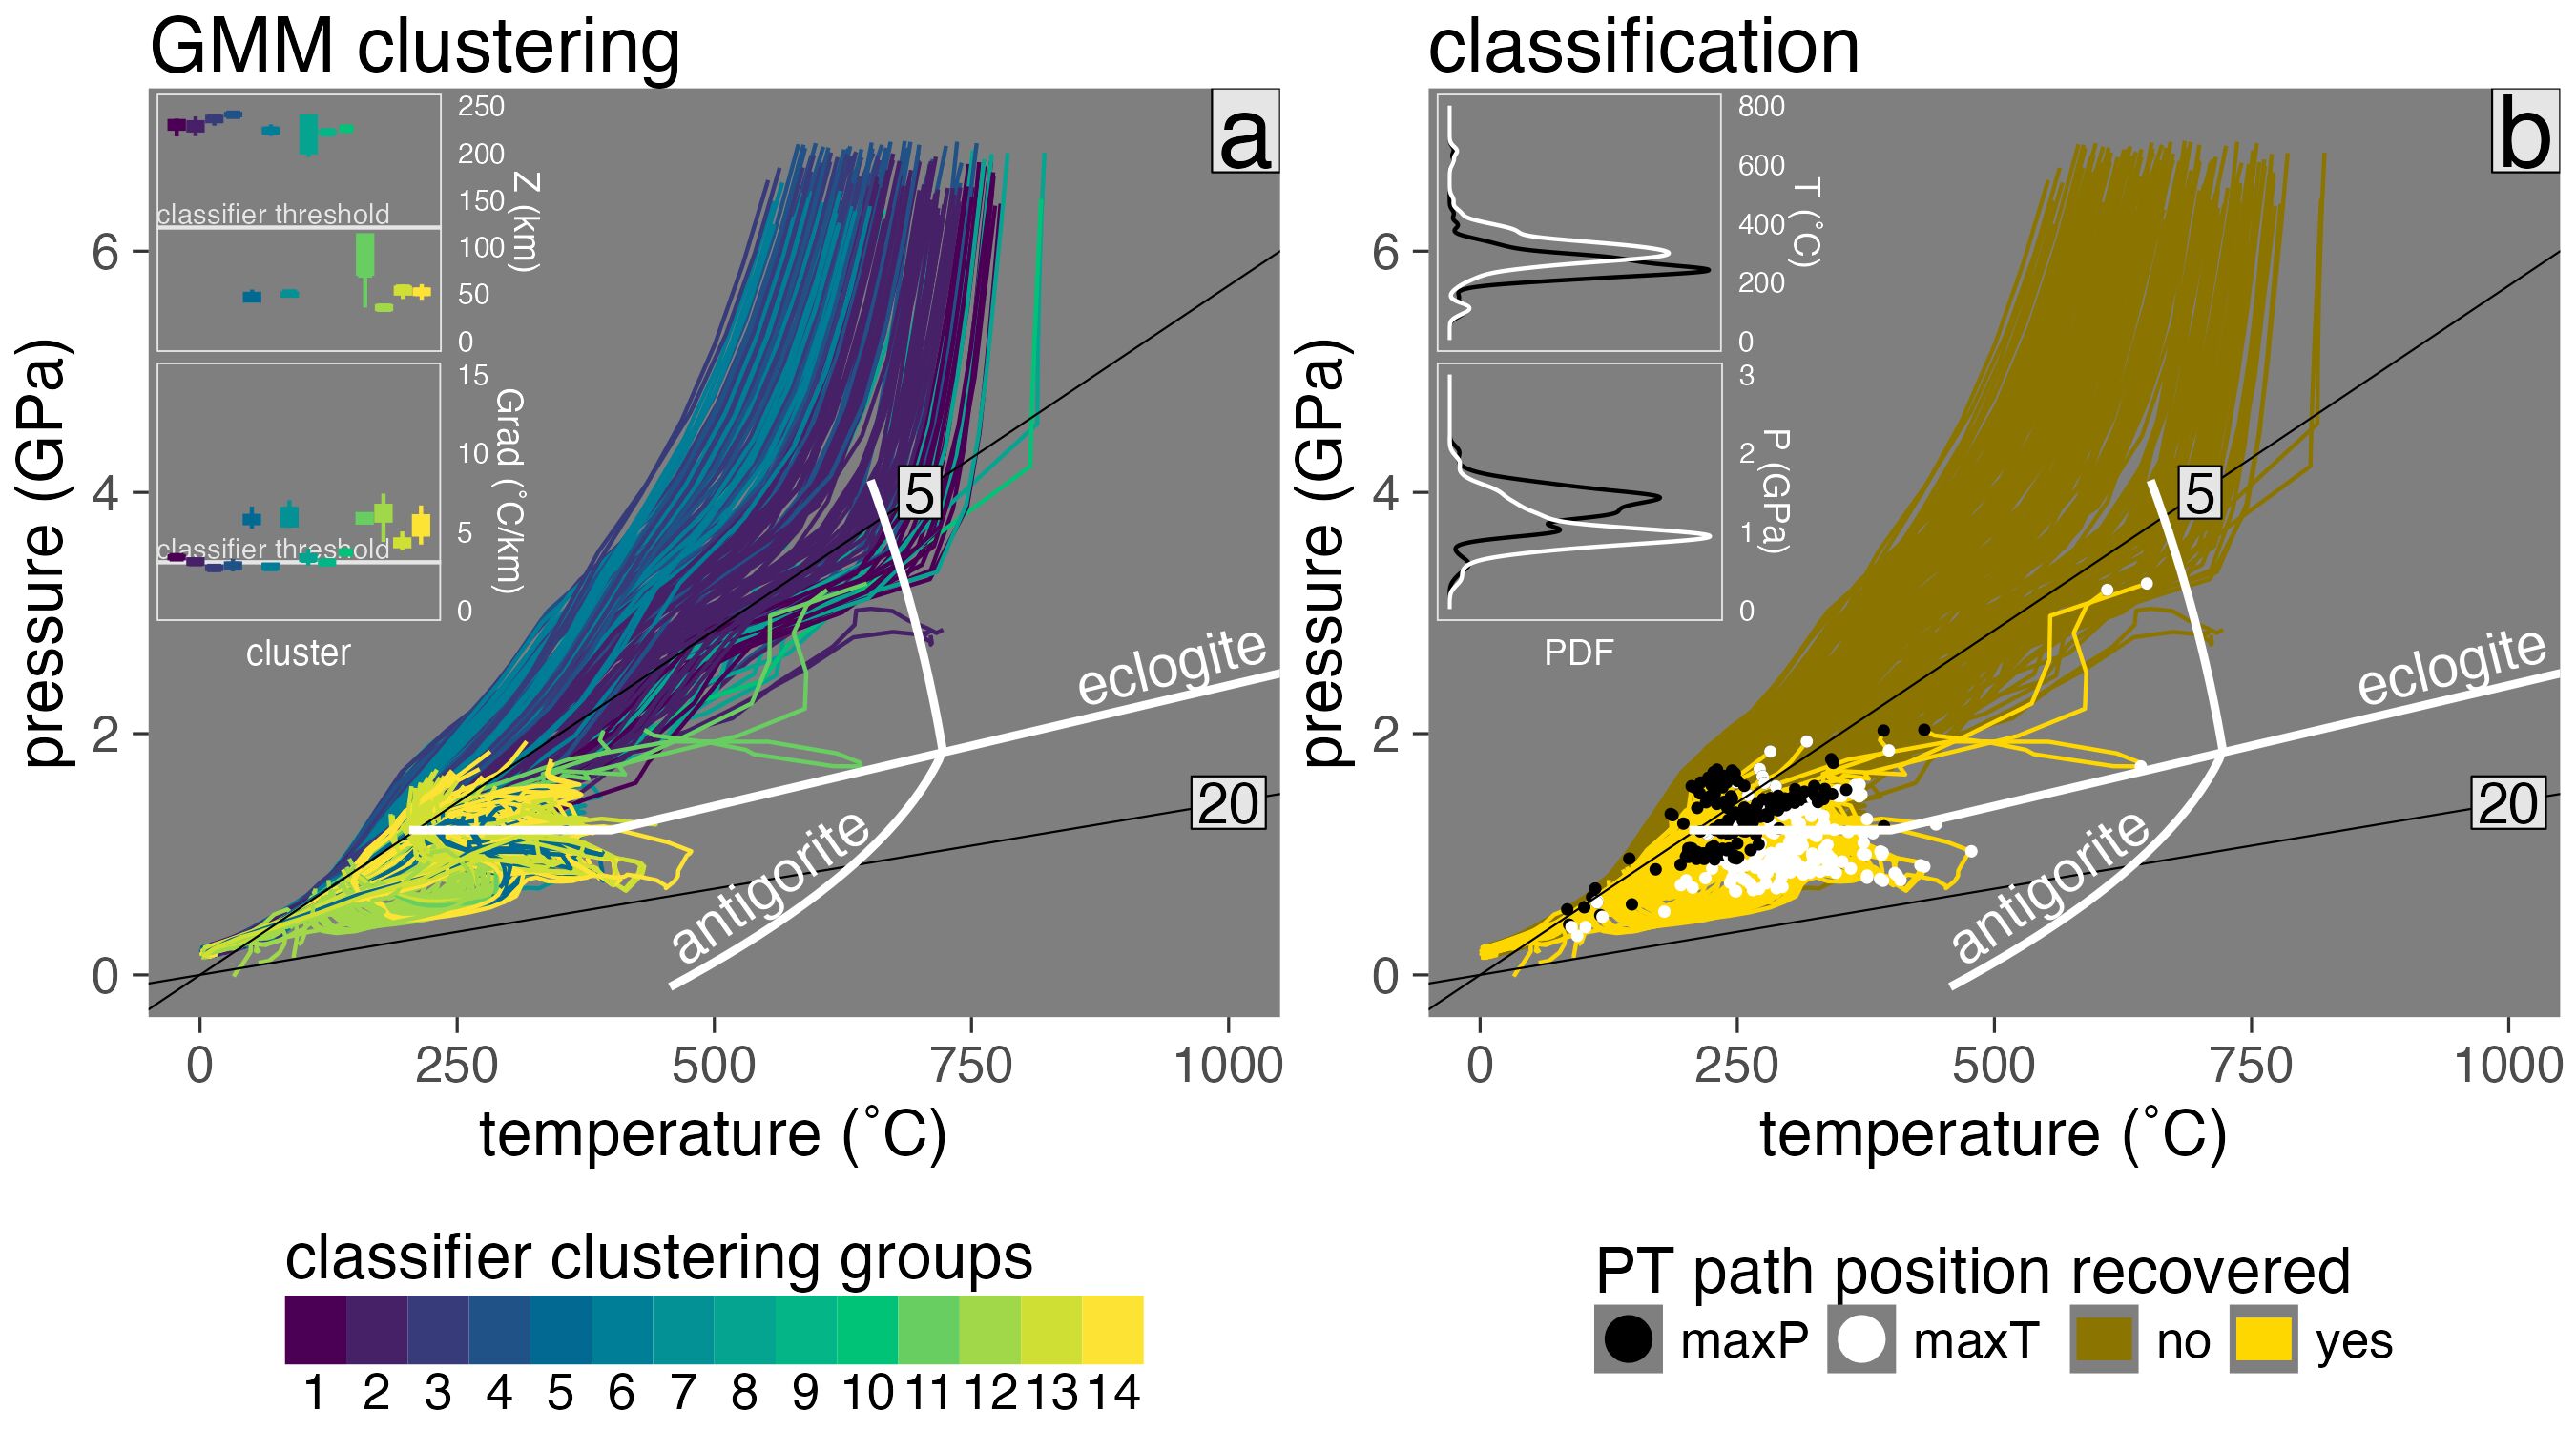 GMM clustering
a
250
200
150
100
50
0
Z (km)
classifier threshold
15
10
5
0
Grad (˚C/km)
classifier threshold
cluster
5
eclogite
20
antigorite
6
4
2
0
pressure (GPa)
0 250 500 750 1000
temperature (˚C)
classifier clustering groups
1 2 3 4 5 6 7 8 9 10 11 12 13 14
classification
b
800
600
400
200
0
T (˚C)
3
2
1
0
P (GPa)
PDF
5
eclogite
20
antigorite
6
4
2
0
pressure (GPa)
0 250 500 750 1000
temperature (˚C)
PT path position recovered
maxP maxT no yes